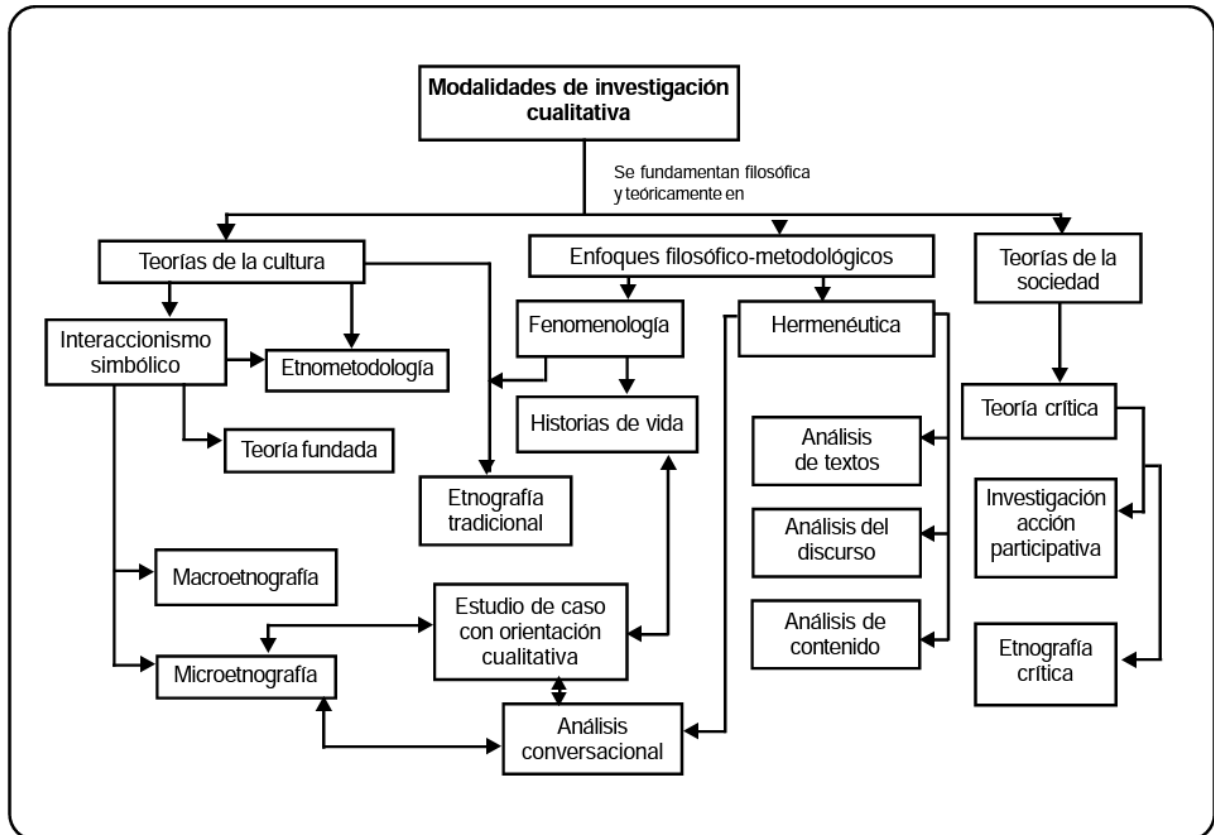 Modalidades de investigación
cualitativa
Se fundamentan filosófica
y teóricamente en
Teorías de la cultura
Enfoques filosófico-metodológicos
Teorías de la
sociedad
Interaccionismo
simbólico
Etnometodología
Fenomenología
Hermenéutica
Teoría fundada
Historias de vida
Teoría crítica
Etnografía
tradicional
Análisis
de textos
Investigación
acción
participativa
Análisis del
discurso
Macroetnografía
Estudio de caso
con orientación
cualitativa
Análisis de
contenido
Etnografía
crítica
Microetnografía
Análisis
conversacional